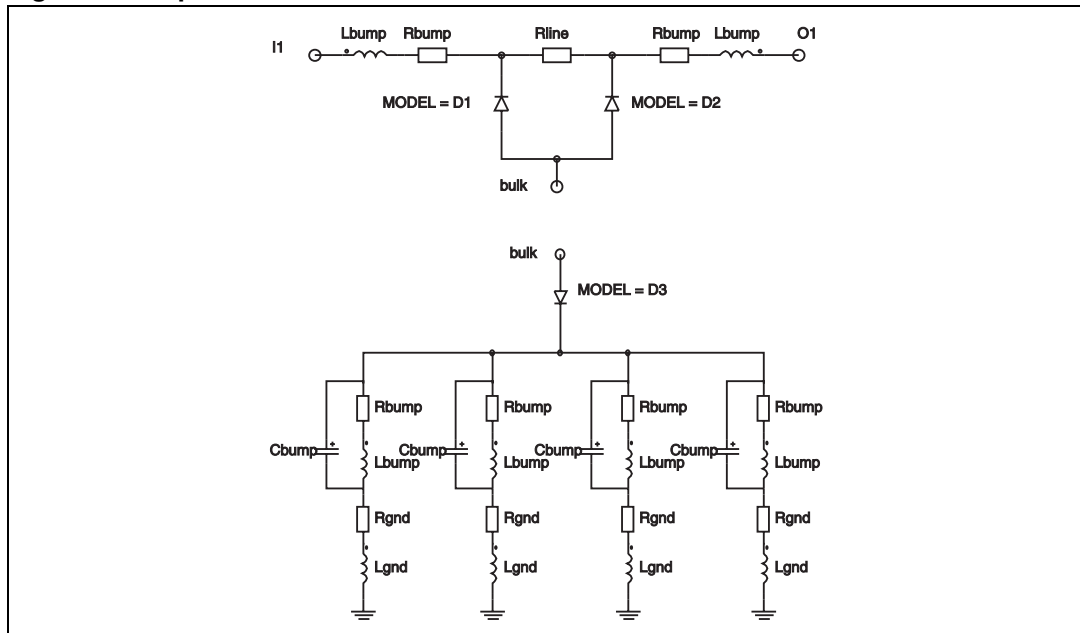 I1 Lbump Rbump Rline Rbump Lbump O1
MODEL = D1 MODEL = D2
bulk
bulk
MODEL = D3
Rbump Rbump Rbump Rbump
Cbump Cbump Cbump Cbump
Lbump Lbump Lbump Lbump
Rgnd Rgnd Rgnd Rgnd
Lgnd Lgnd Lgnd Lgnd